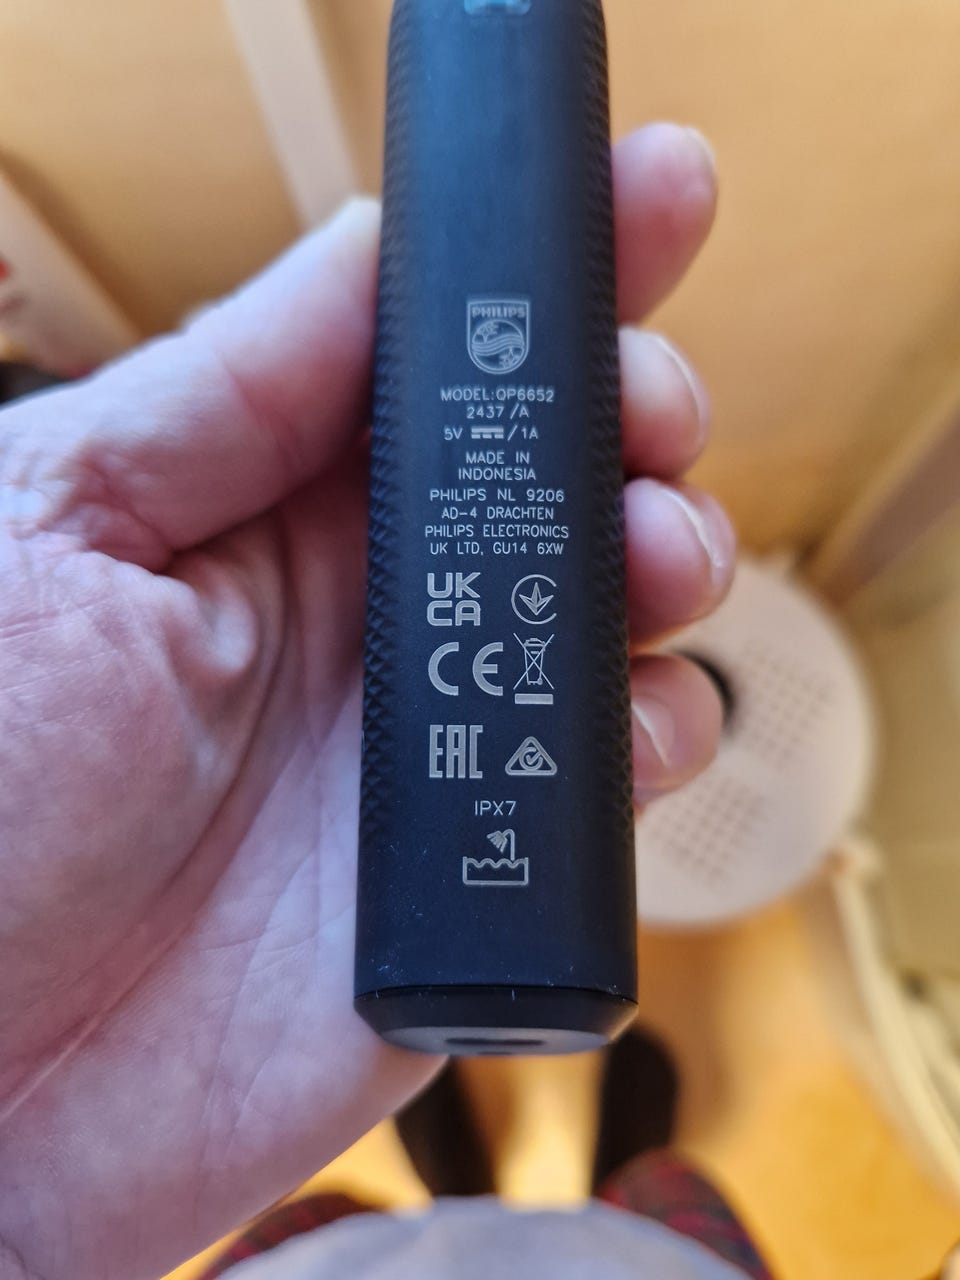 PHILIPS
MODEL:QP6652
2437 /A
5V ⎓/1A
MADE IN
INDONESIA
PHILIPS NL 9206
AD-4 DRACHTEN
PHILIPS ELECTRONICS
UK LTD, GU14 6XW
UK
CA
CE
EAC
IPX7